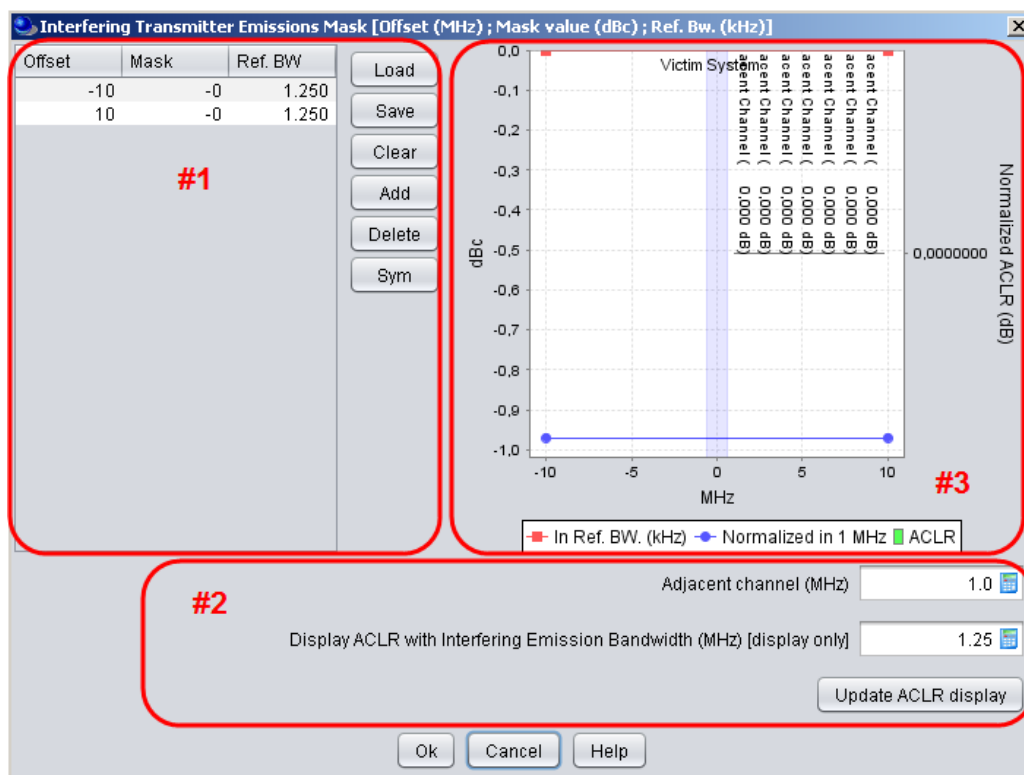 Interfering Transmitter Emissions Mask [Offset (MHz) ; Mask value (dBc) ; Ref. Bw. (kHz)]
Offset Mask Ref. BW
-10 -0 1.250
10 -0 1.250
#1
Load
Save
Clear
Add
Delete
Sym
0,0
-0,1
-0,2
-0,3
-0,4
-0,5
-0,6
-0,7
-0,8
-0,9
-1,0
dBc
Victim System
acent Channel ( 0.000 dB)
acent Channel ( 0.000 dB)
acent Channel ( 0.000 dB)
acent Channel ( 0.000 dB)
acent Channel ( 0.000 dB)
acent Channel ( 0.000 dB)
acent Channel ( 0.000 dB)
0,0000000
Normalized ACLR (dB)
-10 -5 0 5 10
MHz
#3
In Ref. BW. (kHz) Normalized in 1 MHz ACLR
#2
Adjacent channel (MHz) 1.0
Display ACLR with Interfering Emission Bandwidth (MHz) [display only] 1.25
Update ACLR display
Ok Cancel Help